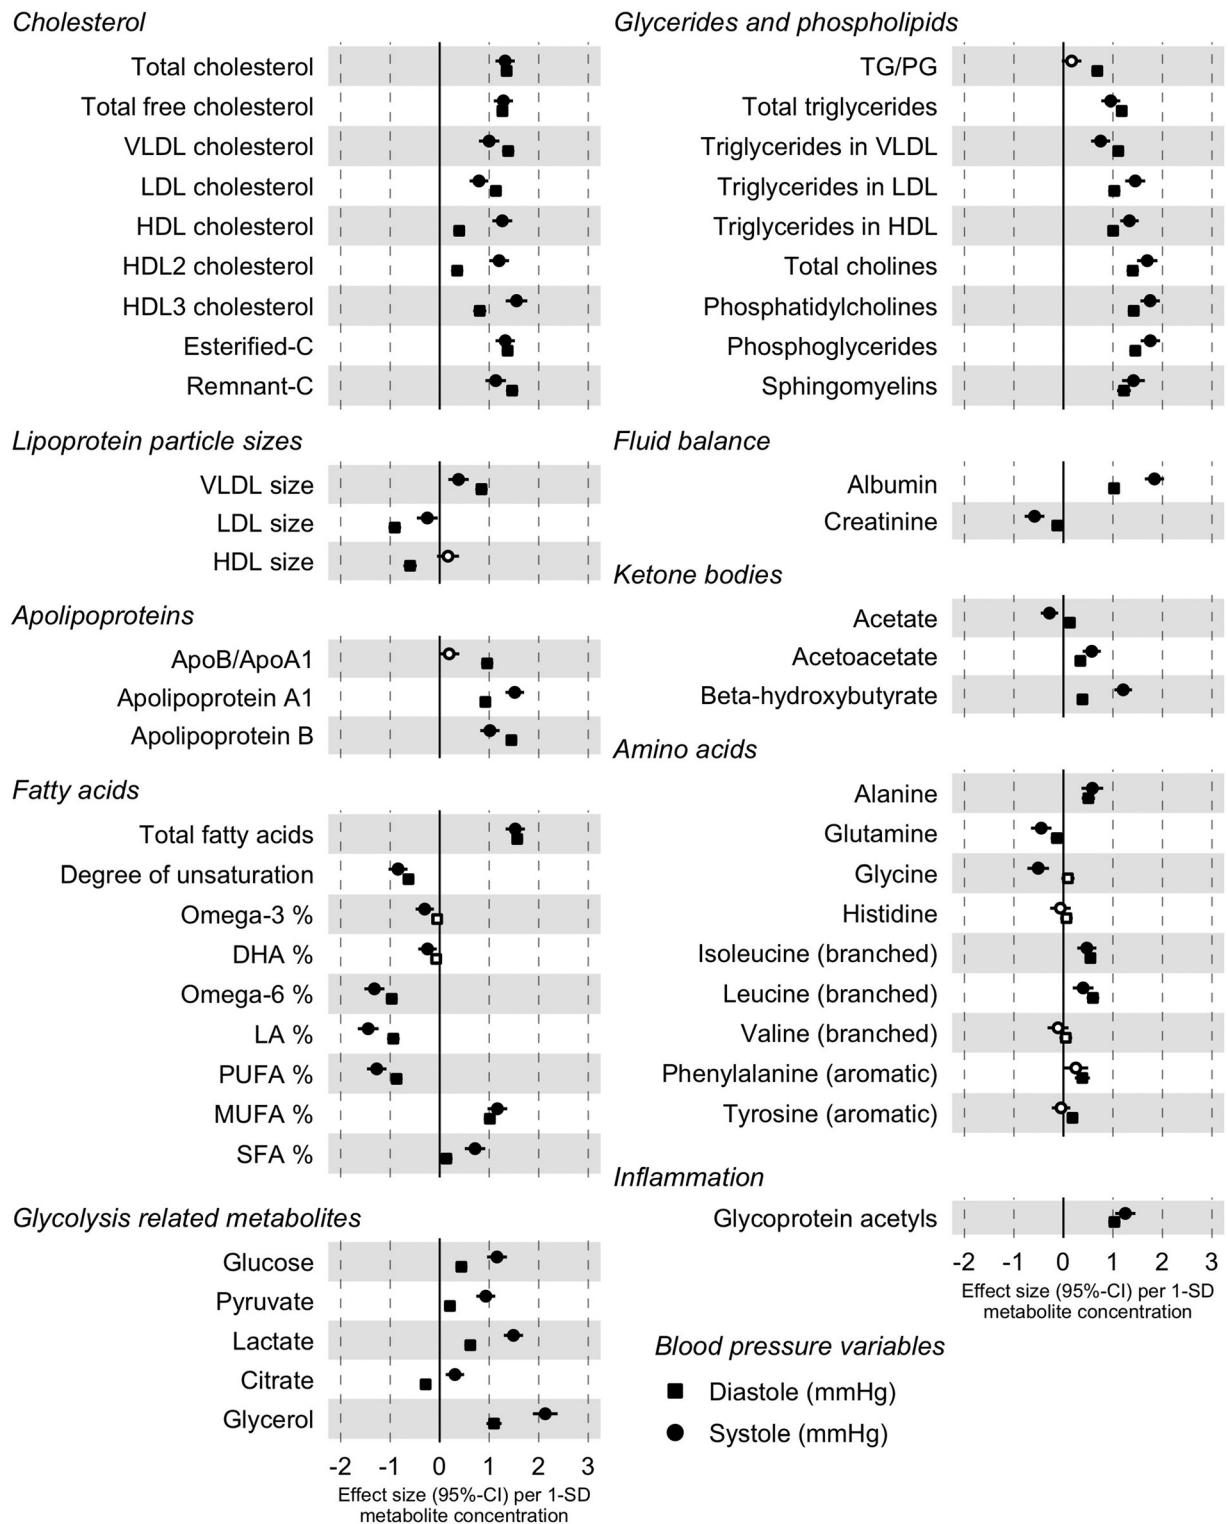 Cholesterol
Total cholesterol
Total free cholesterol
VLDL cholesterol
LDL cholesterol
HDL cholesterol
HDL2 cholesterol
HDL3 cholesterol
Esterified-C
Remnant-C
Lipoprotein particle sizes
VLDL size
LDL size
HDL size
Apolipoproteins
ApoB/ApoA1
Apolipoprotein A1
Apolipoprotein B
Fatty acids
Total fatty acids
Degree of unsaturation
Omega-3 %
DHA %
Omega-6 %
LA %
PUFA %
MUFA %
SFA %
Glycolysis related metabolites
Glucose
Pyruvate
Lactate
Citrate
Glycerol
-2 -1 0 1 2 3
Effect size (95%-CI) per 1-SD
metabolite concentration
Glycerides and phospholipids
TG/PG
Total triglycerides
Triglycerides in VLDL
Triglycerides in LDL
Triglycerides in HDL
Total cholines
Phosphatidylcholines
Phosphoglycerides
Sphingomyelins
Fluid balance
Albumin
Creatinine
Ketone bodies
Acetate
Acetoacetate
Beta-hydroxybutyrate
Amino acids
Alanine
Glutamine
Glycine
Histidine
Isoleucine (branched)
Leucine (branched)
Valine (branched)
Phenylalanine (aromatic)
Tyrosine (aromatic)
Inflammation
Glycoprotein acetyls
-2 -1 0 1 2 3
Effect size (95%-CI) per 1-SD
metabolite concentration
Blood pressure variables
Diastole (mmHg)
Systole (mmHg)